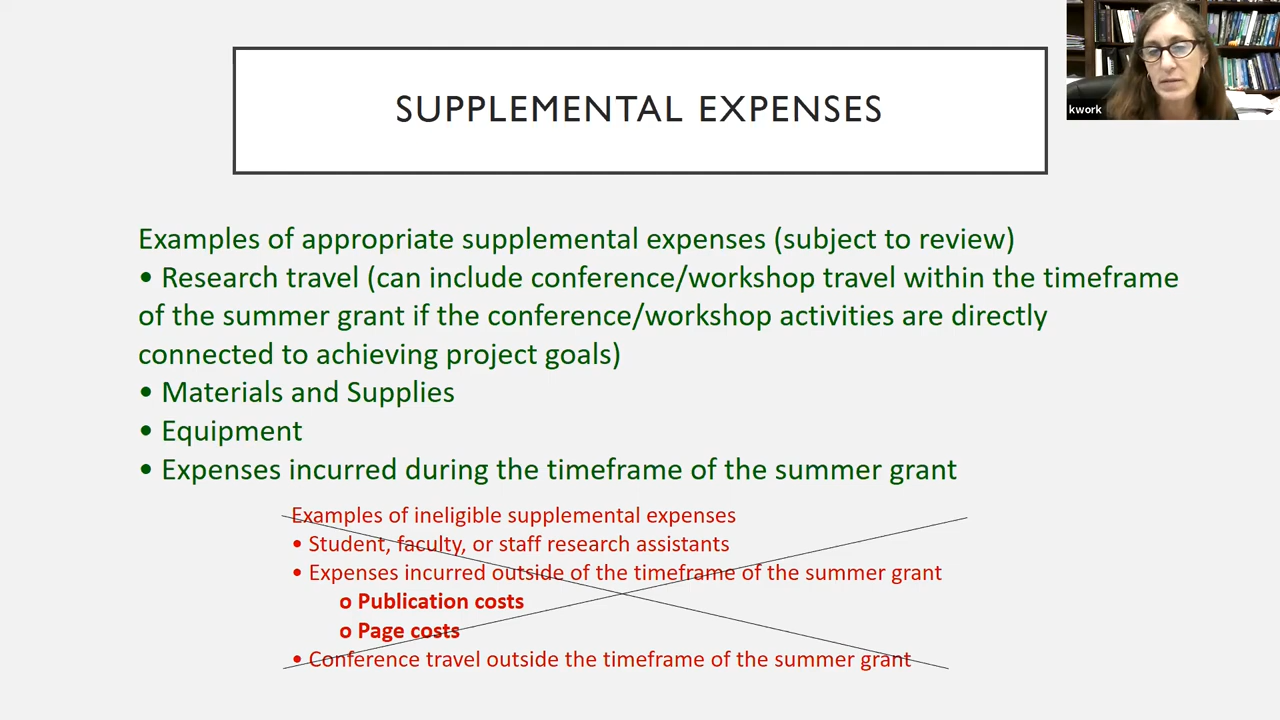 SUPPLEMENTAL EXPENSES
kwork
Examples of appropriate supplemental expenses (subject to review)
• Research travel (can include conference/workshop travel within the timeframe
of the summer grant if the conference/workshop activities are directly
connected to achieving project goals)
• Materials and Supplies
• Equipment
• Expenses incurred during the timeframe of the summer grant
Examples of ineligible supplemental expenses
• Student, faculty, or staff research assistants
• Expenses incurred outside of the timeframe of the summer grant
o Publication costs
o Page costs
• Conference travel outside the timeframe of the summer grant